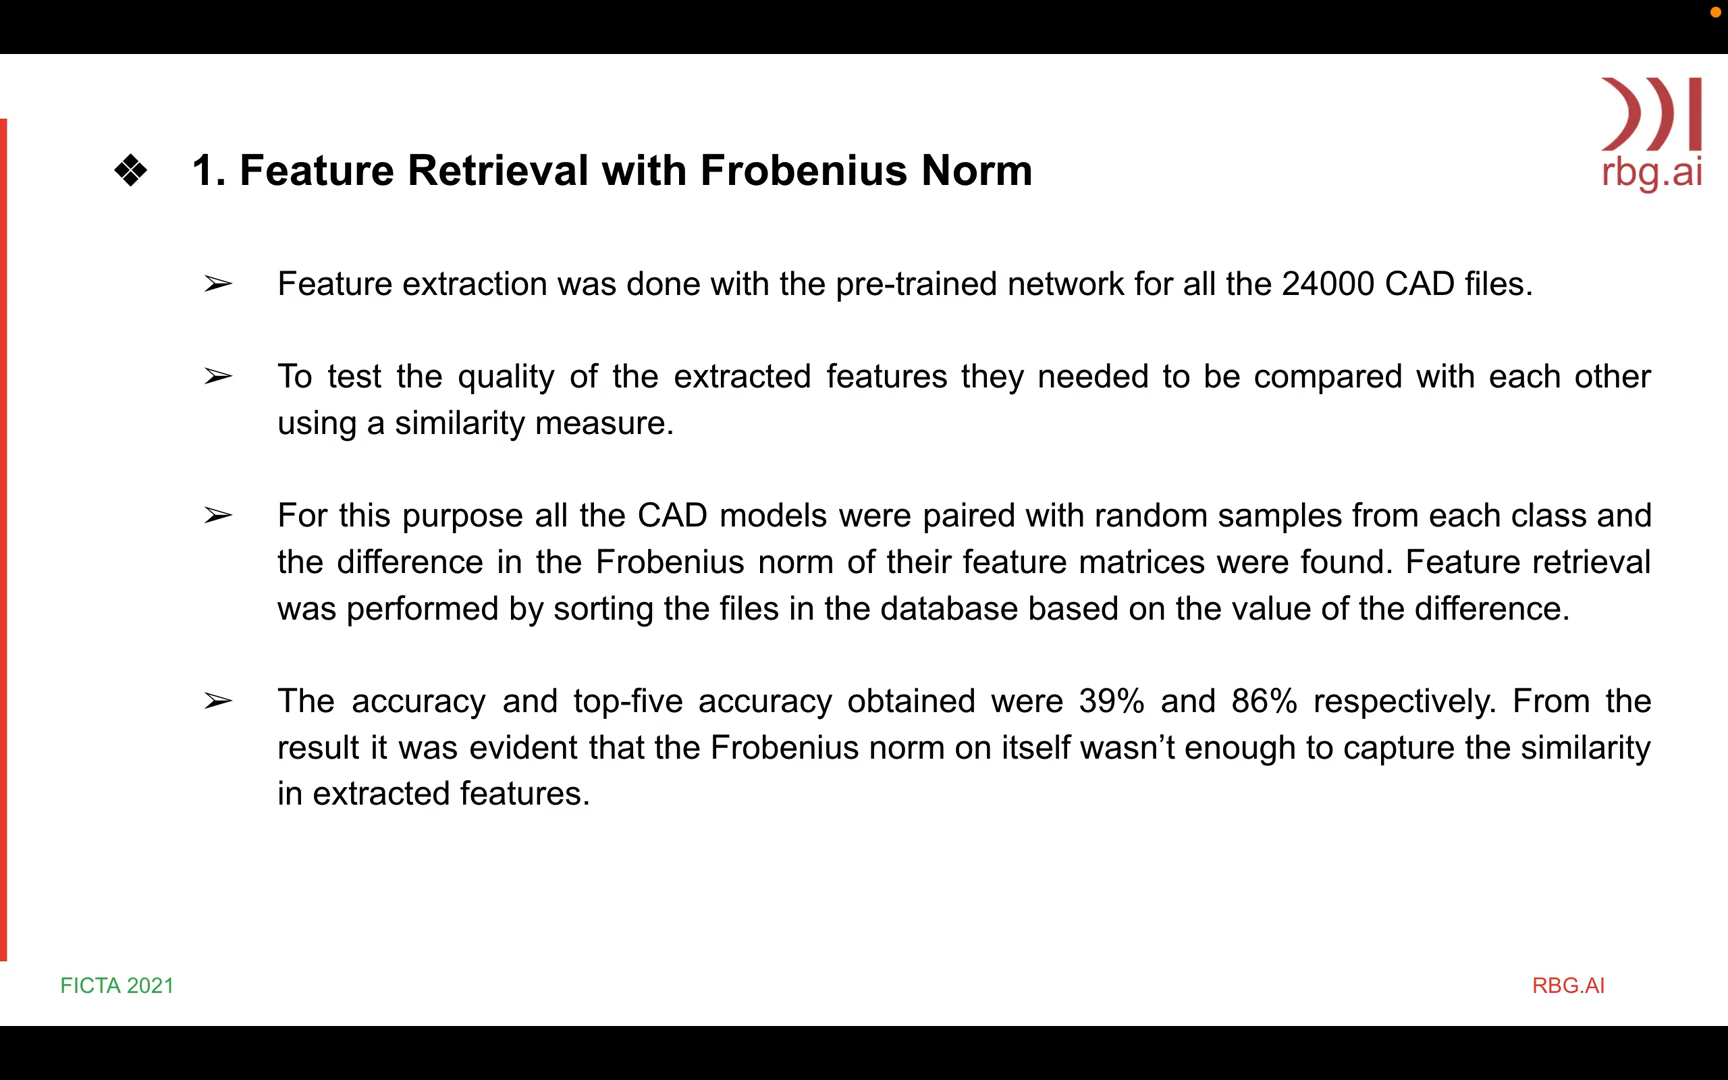 rbg.ai
❖ 1. Feature Retrieval with Frobenius Norm
➢ Feature extraction was done with the pre-trained network for all the 24000 CAD files.
➢ To test the quality of the extracted features they needed to be compared with each other
using a similarity measure.
➢ For this purpose all the CAD models were paired with random samples from each class and
the difference in the Frobenius norm of their feature matrices were found. Feature retrieval
was performed by sorting the files in the database based on the value of the difference.
➢ The accuracy and top-five accuracy obtained were 39% and 86% respectively. From the
result it was evident that the Frobenius norm on itself wasn’t enough to capture the similarity
in extracted features.
FICTA 2021
RBG.AI